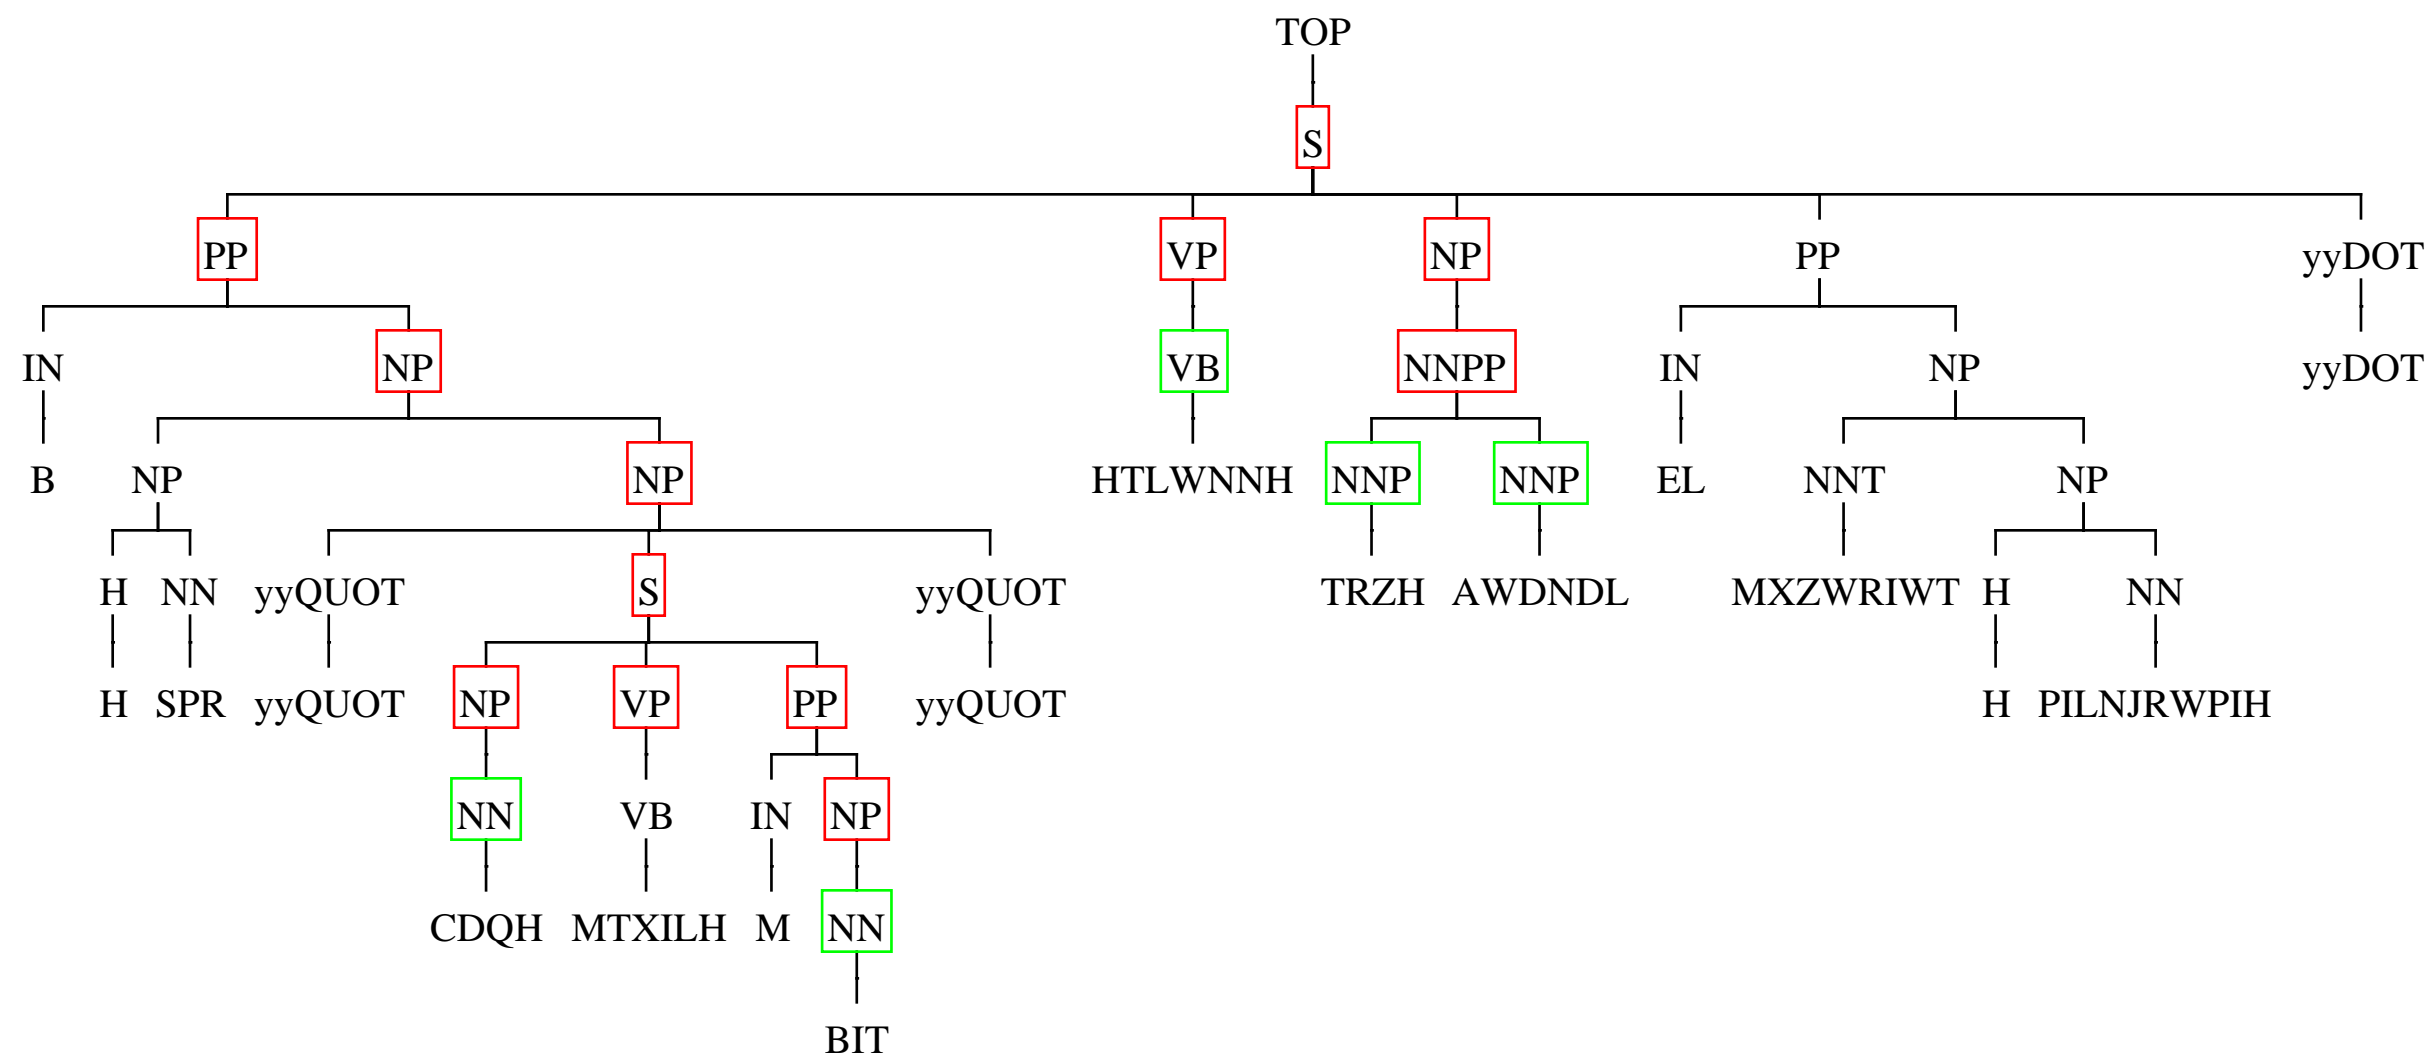 TOP
S
PP VP NP PP yyDOT
IN NP VB NNPP IN NP yyDOT
B NP NP HTLWNNH NNP NNP EL NNT NP
H NN yyQUOT S yyQUOT TRZH AWDNDL MXZWRIWT H NN
H SPR yyQUOT NP VP PP yyQUOT H PILNJRWPIH
NN VB IN NP
CDQH MTXILH M NN
BIT